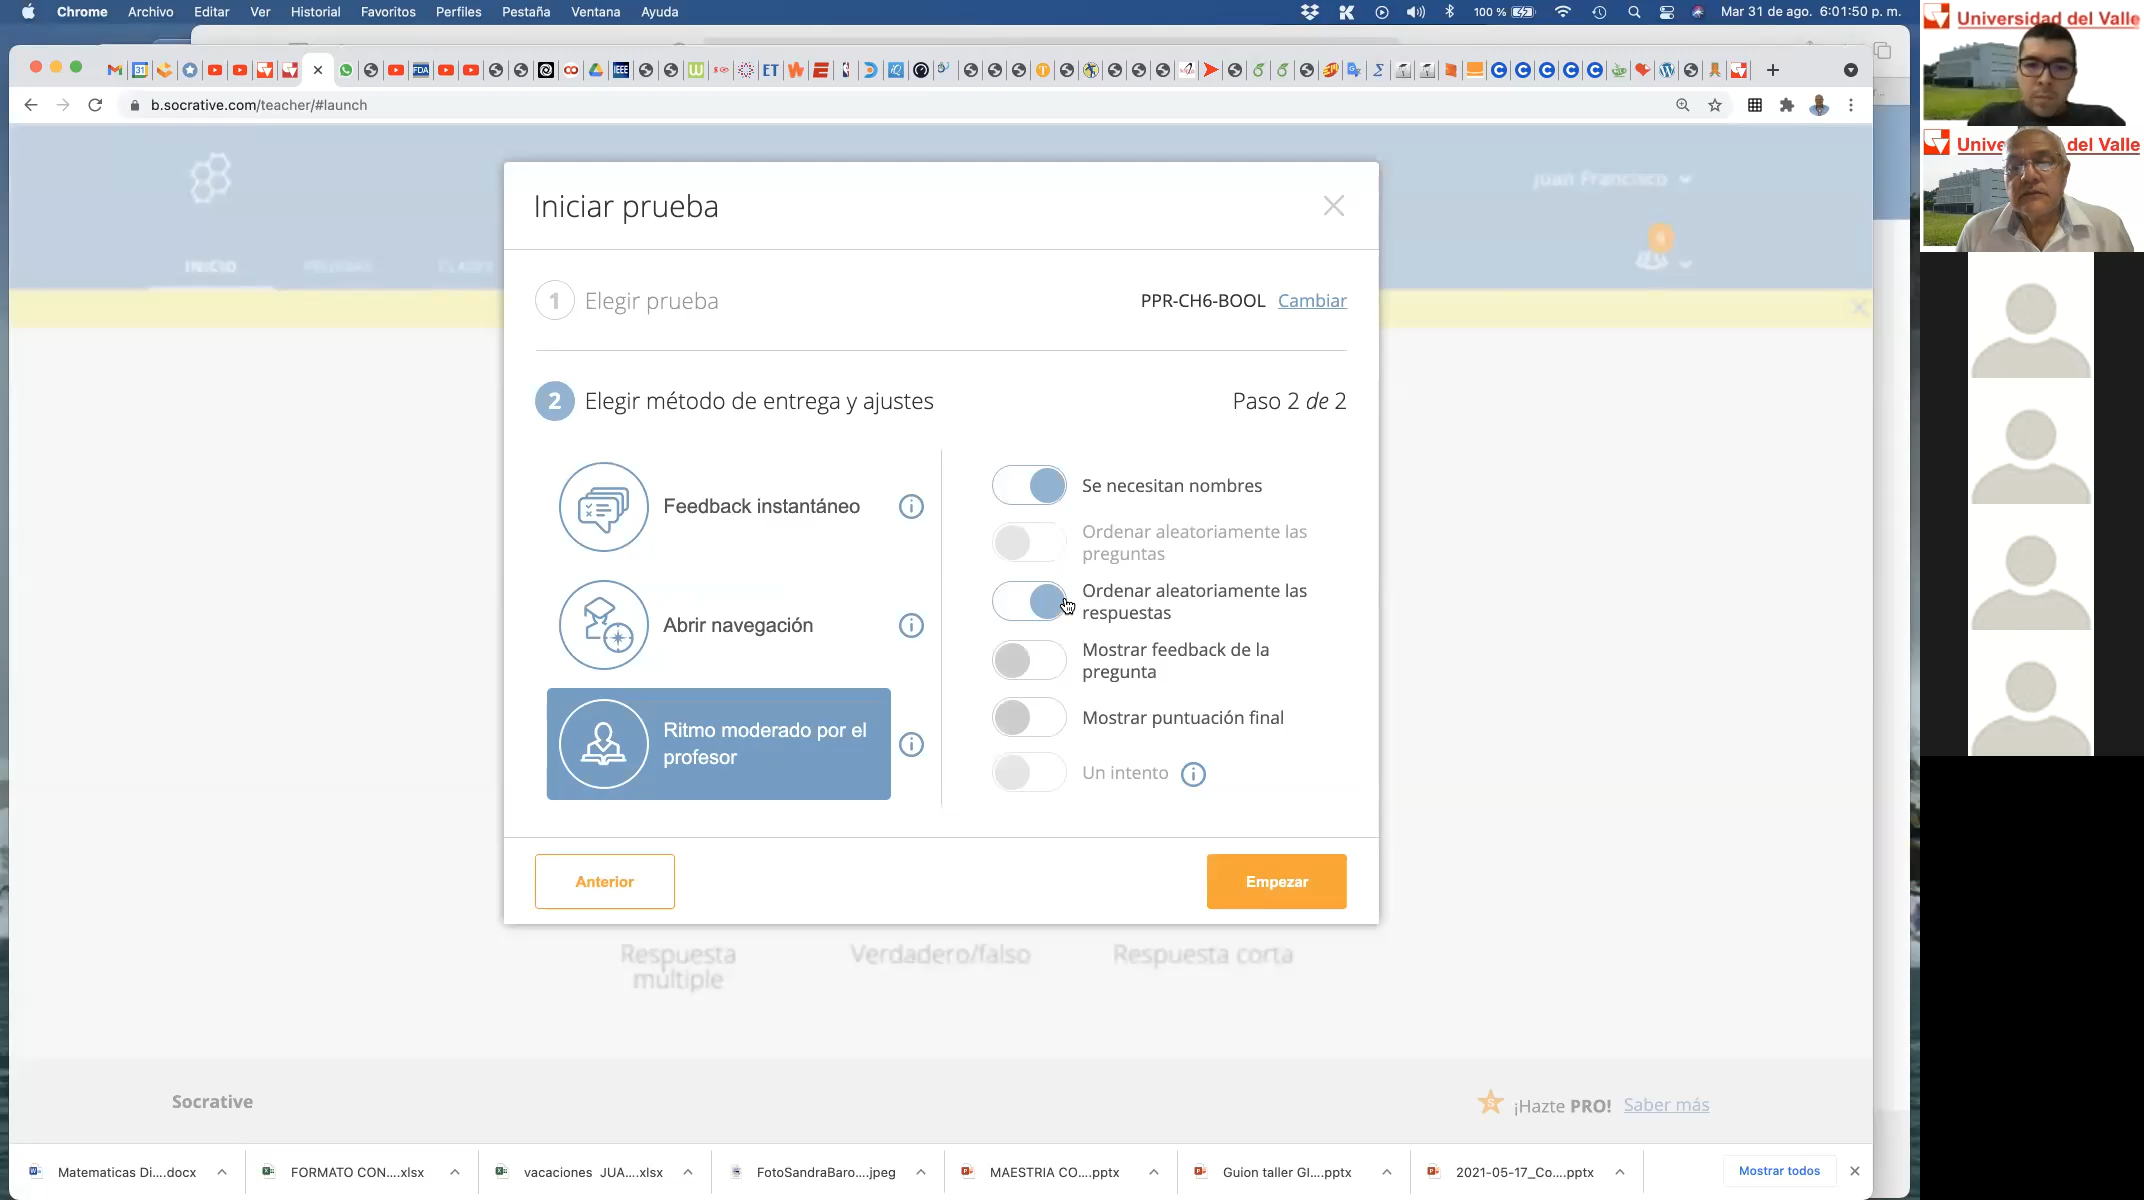 Chrome Archivo Editar Ver Historial Favoritos Perfiles Pestaña Ventana Ayuda
100 % Mar 31 de ago. 6:01:50 p. m.
b.socrative.com/teacher/#launch
Universidad del Valle
del Valle
Juan Francisco
INICIO PRUEBAS CLASES
Iniciar prueba
1 Elegir prueba PPR-CH6-BOOL Cambiar
2 Elegir método de entrega y ajustes Paso 2 de 2
Feedback instantáneo
Abrir navegación
Ritmo moderado por el
profesor
Se necesitan nombres
Ordenar aleatoriamente las
preguntas
Ordenar aleatoriamente las
respuestas
Mostrar feedback de la
pregunta
Mostrar puntuación final
Un intento
Anterior Empezar
Respuesta
múltiple
Verdadero/falso
Respuesta corta
Socrative ¡Hazte PRO! Saber más
Matematicas Di....docx FORMATO CON....xlsx vacaciones JUA....xlsx FotoSandraBaro....jpeg MAESTRIA CO....pptx Guion taller GI....pptx 2021-05-17_Co....pptx Mostrar todos